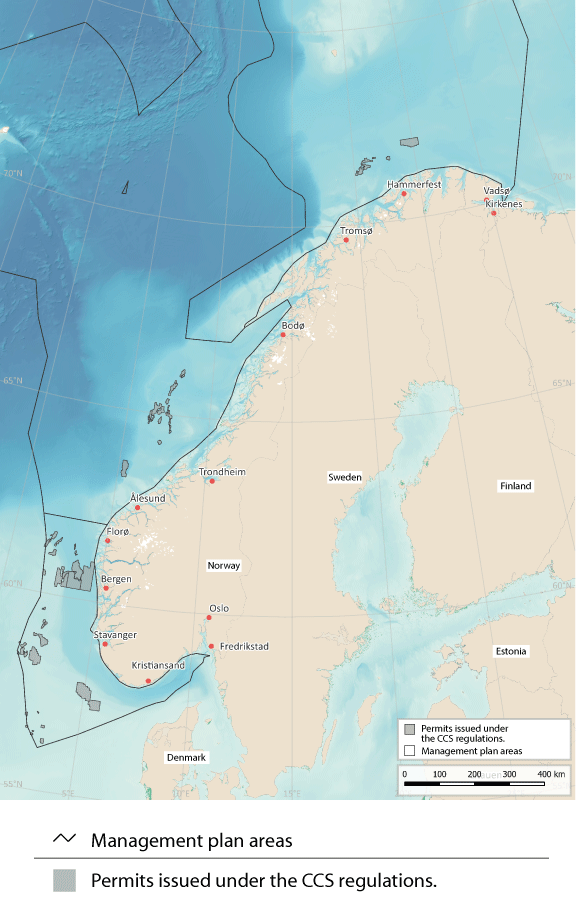 70°N
70°N
Hammerfest
Vadsø
Kirkenes
Tromsø
Bodø
65°N
65°N
Trondheim
Sweden
Finland
Ålesund
Florø
Norway
60°N
60°N
Bergen
Oslo
Stavanger
Fredrikstad
Estonia
Kristiansand
Denmark
Permits issued under
the CCS regulations.
Management plan areas
0 100 200 300 400 km
55°N
5°E
10°E
15°E
Management plan areas
Permits issued under the CCS regulations.